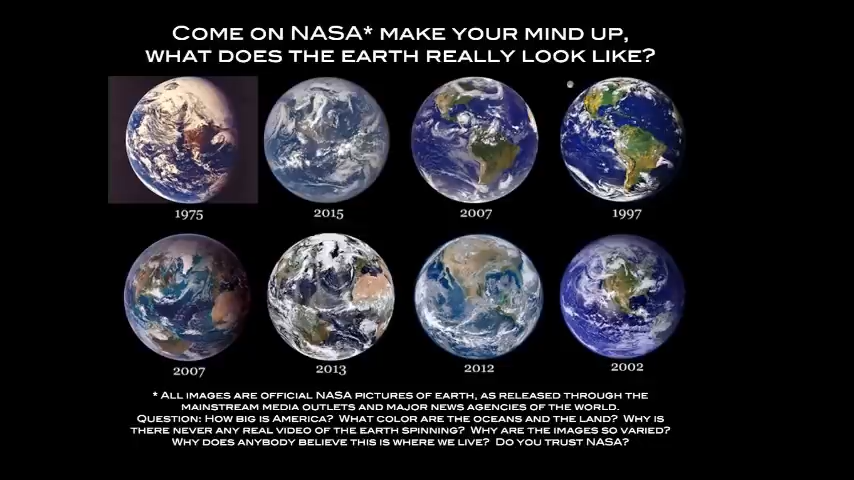 Come on NASA* make your mind up,
what does the earth really look like?
1975 2015 2007 1997
2007 2013 2012 2002
* All images are official NASA pictures of earth, as released through the
mainstream media outlets and major news agencies of the world.
Question: How big is America? What color are the oceans and the land? Why is
there never any real video of the earth spinning? Why are the images so varied?
Why does anybody believe this is where we live? Do you trust NASA?